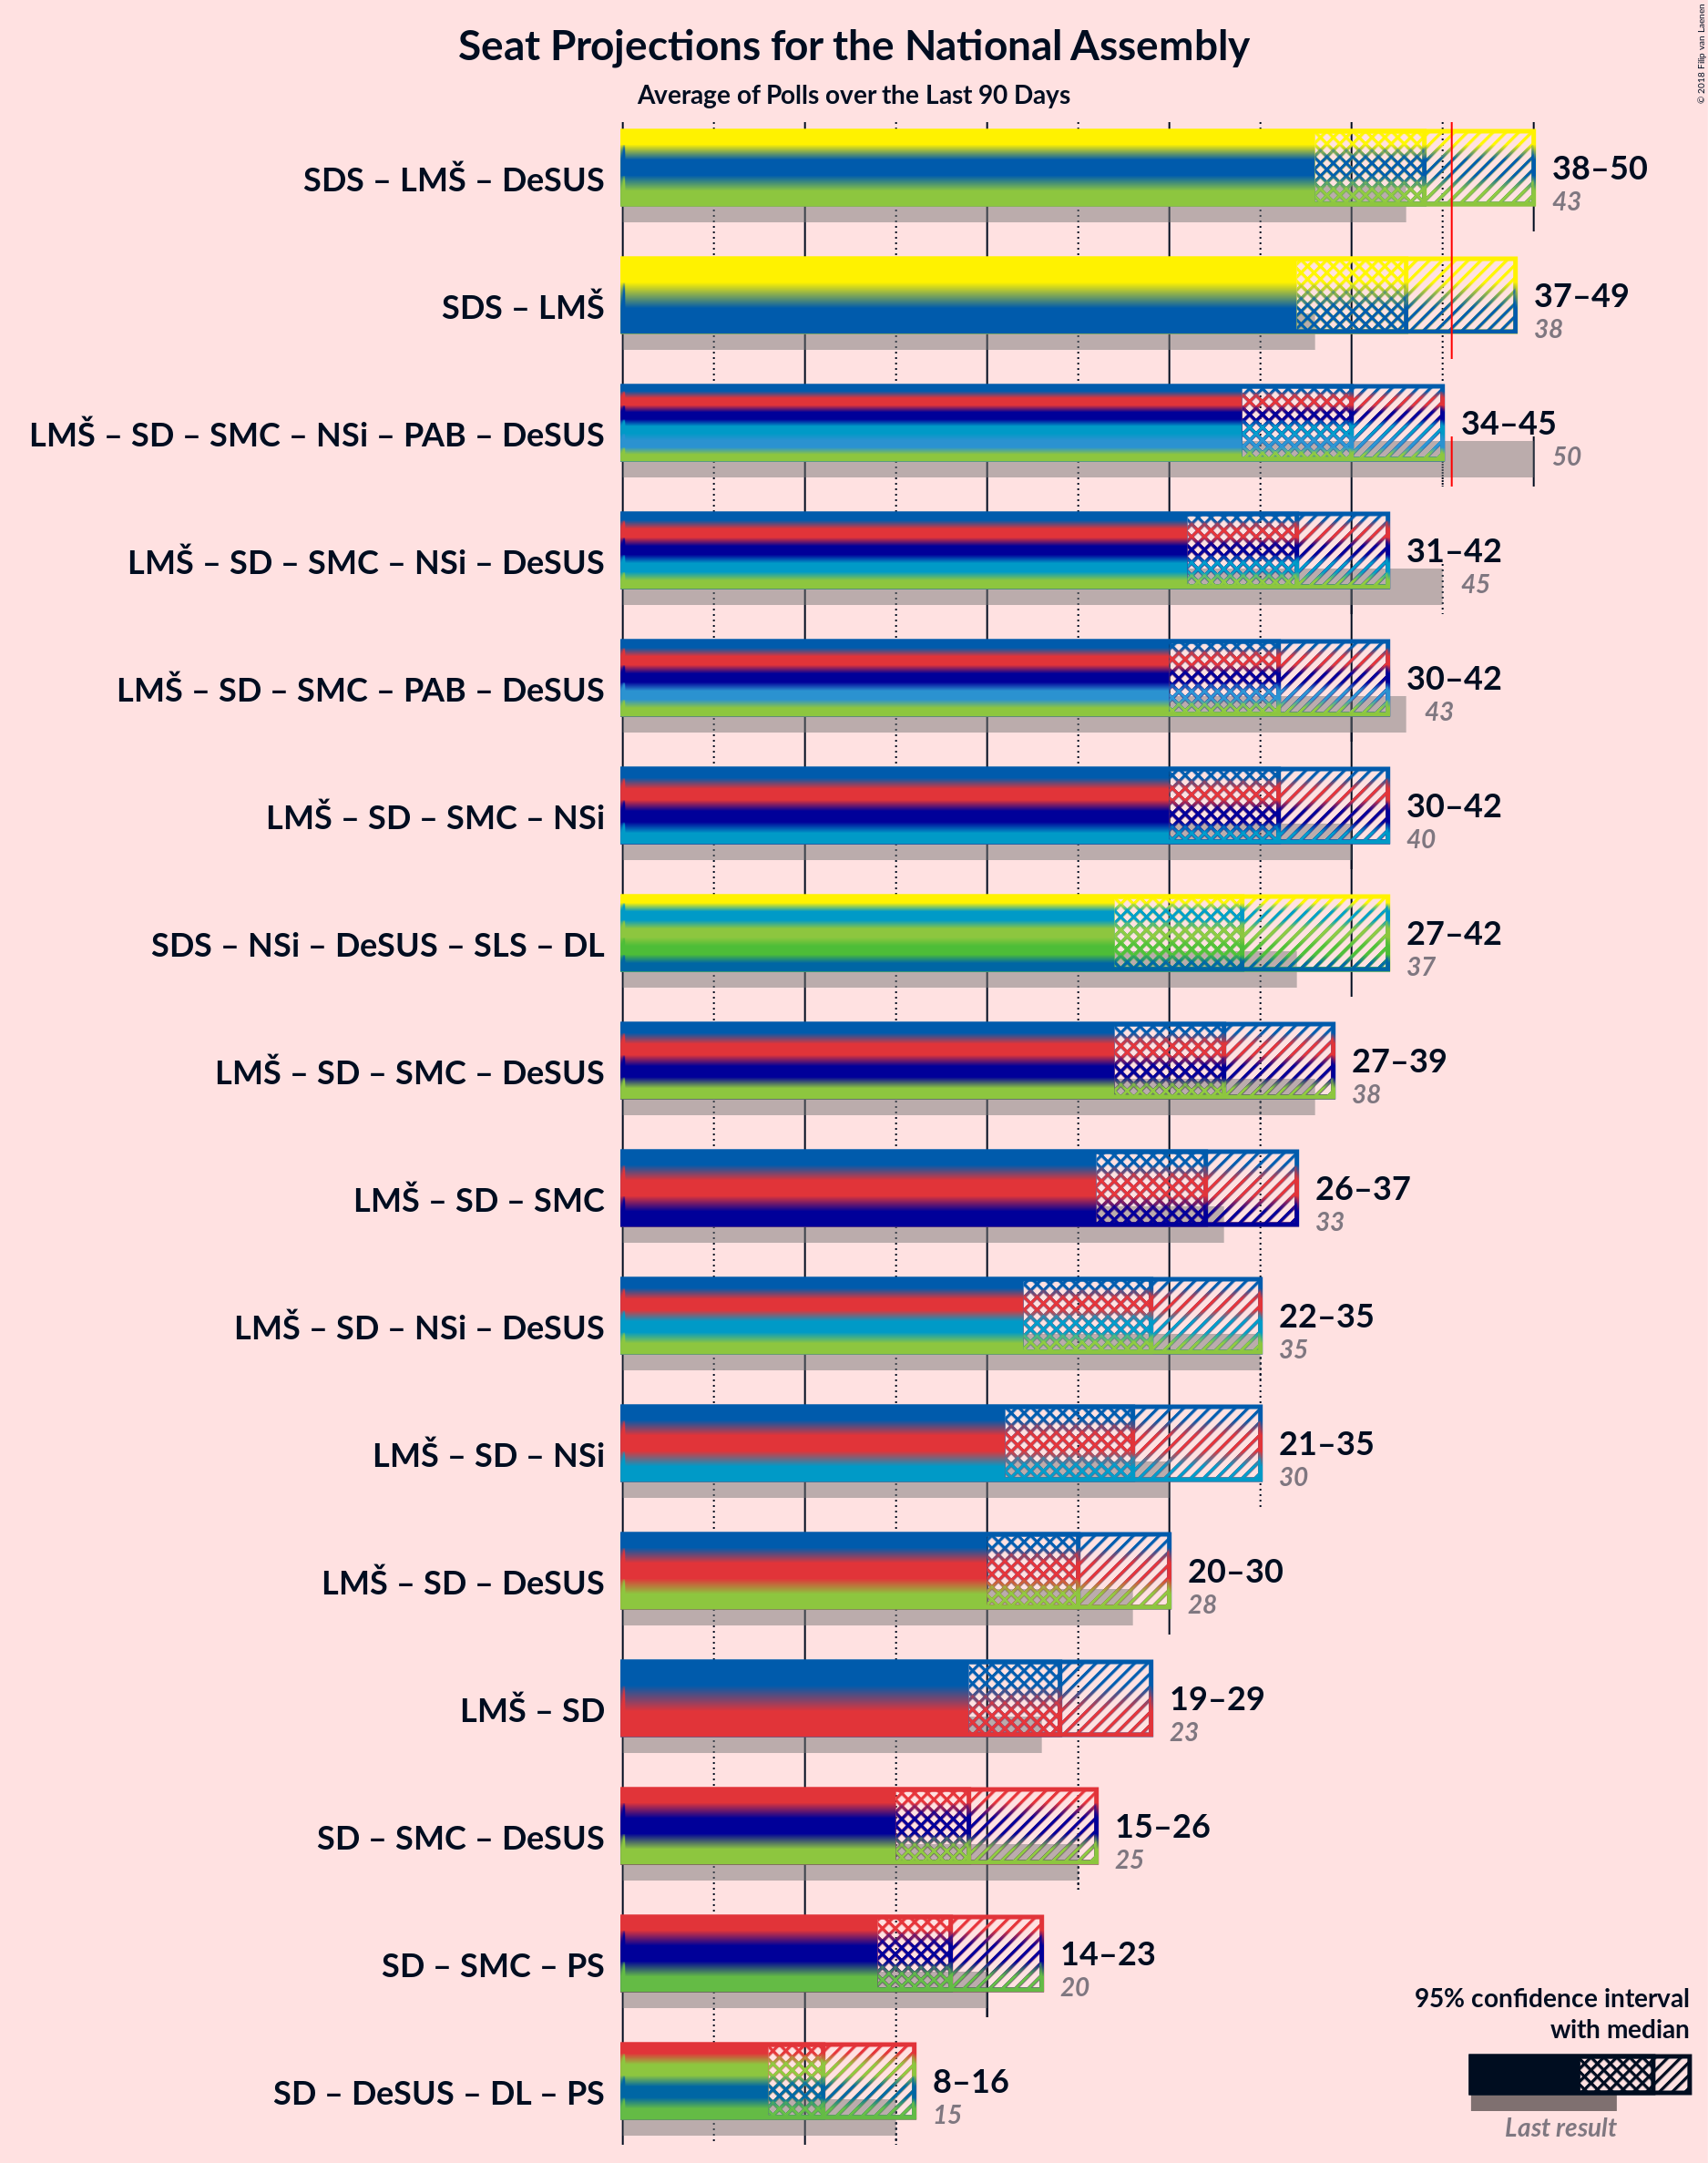 Seat Projections for the National Assembly
Average of Polls over the Last 90 Days
© 2018 Filip van Laenen
SDS – LMŠ – DeSUS
38–50
43
SDS – LMŠ
37–49
38
LMŠ – SD – SMC – NSi – PAB – DeSUS
34–45
50
LMŠ – SD – SMC – NSi – DeSUS
31–42
45
LMŠ – SD – SMC – PAB – DeSUS
30–42
43
LMŠ – SD – SMC – NSi
30–42
40
SDS – NSi – DeSUS – SLS – DL
27–42
37
LMŠ – SD – SMC – DeSUS
27–39
38
LMŠ – SD – SMC
26–37
33
LMŠ – SD – NSi – DeSUS
22–35
35
LMŠ – SD – NSi
21–35
30
LMŠ – SD – DeSUS
20–30
28
LMŠ – SD
19–29
23
SD – SMC – DeSUS
15–26
25
SD – SMC – PS
14–23
20
SD – DeSUS – DL – PS
8–16
15
95% confidence interval
with median
Last result